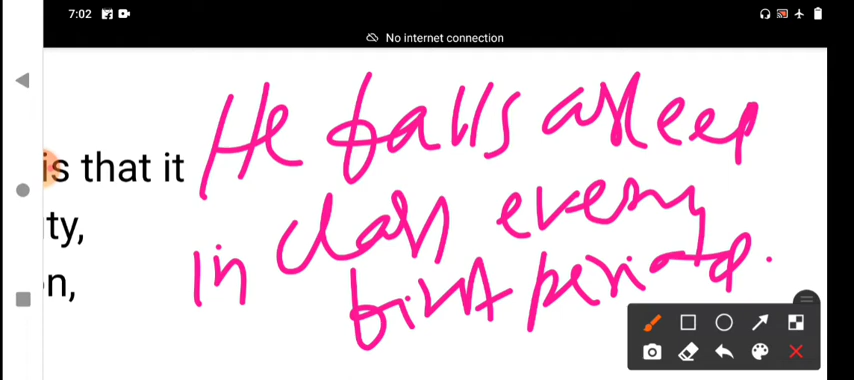 7:02
No internet connection
He falls asleep
is that it
in class every
ty,
first period.
n,